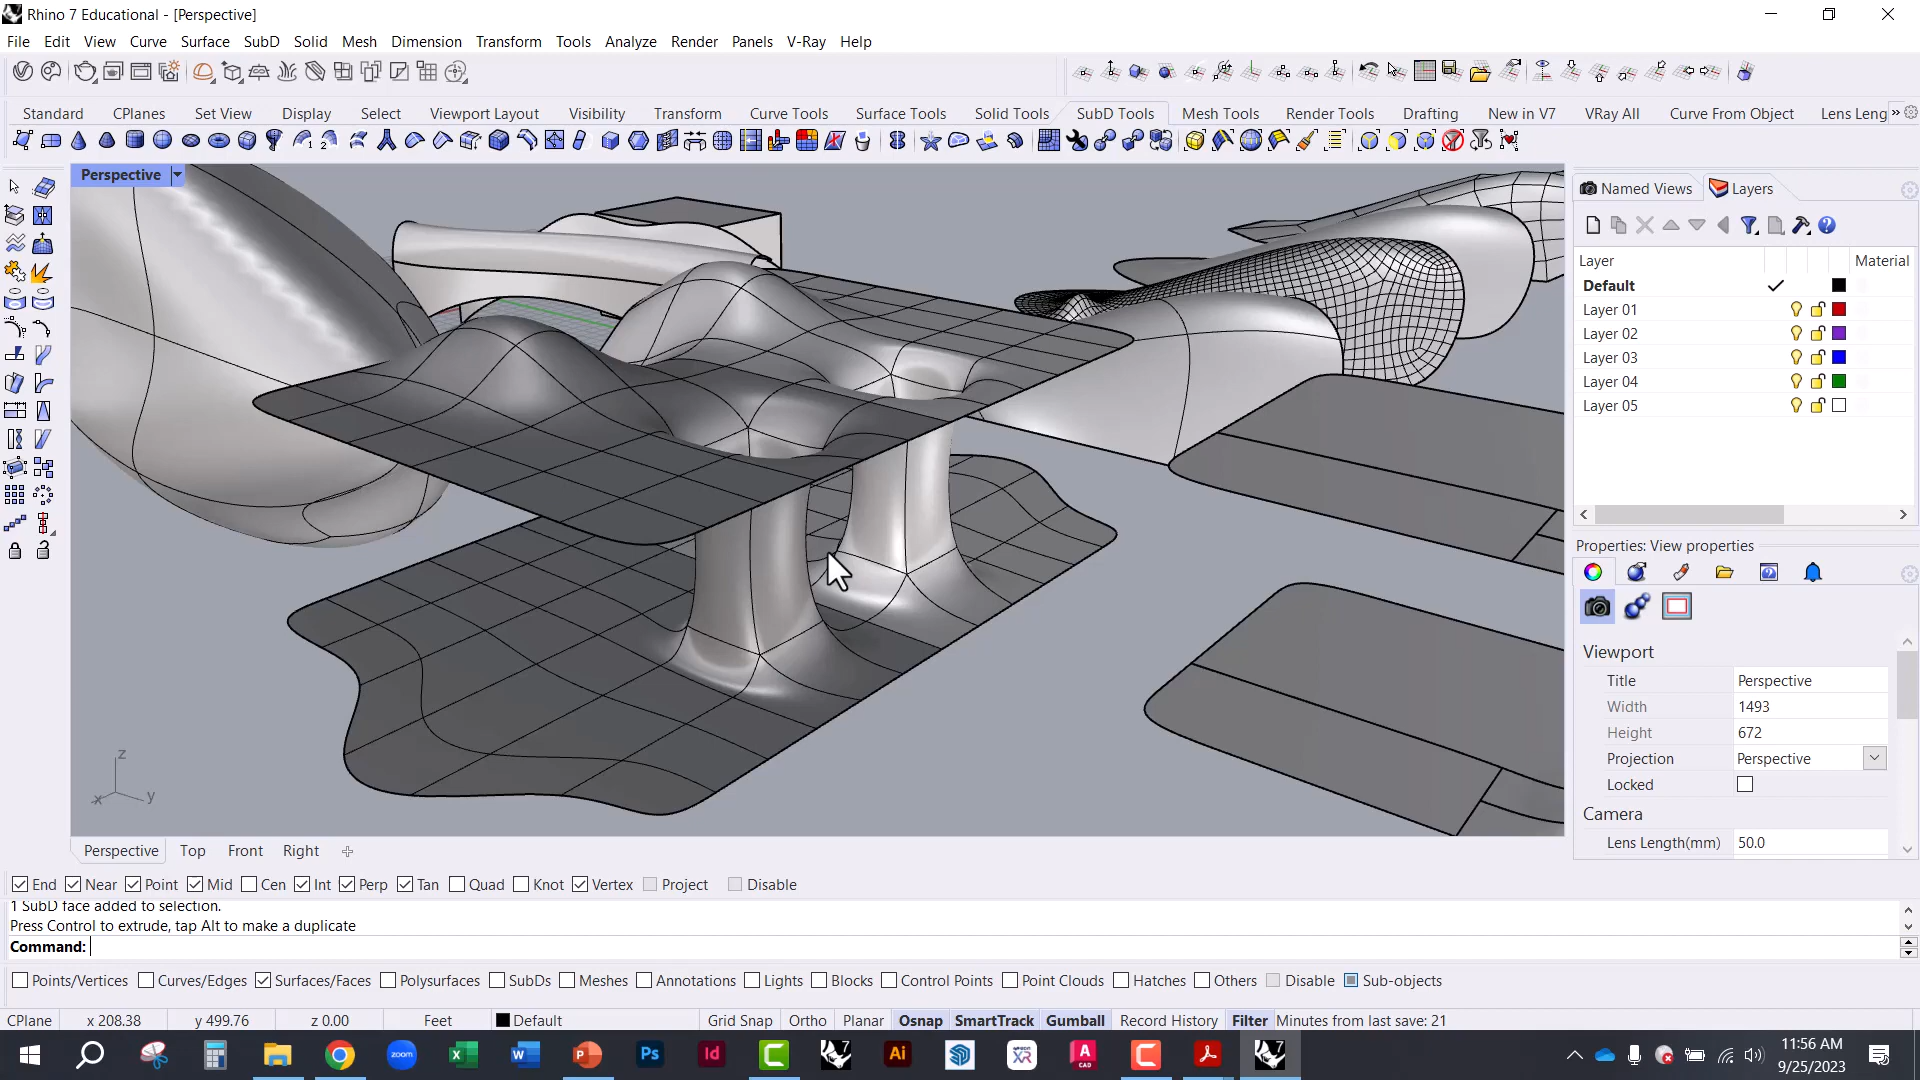 Rhino 7 Educational - [Perspective]
File Edit View Curve Surface SubD Solid Mesh Dimension Transform Tools Analyze Render Panels V-Ray Help
Standard CPlanes Set View Display Select Viewport Layout Visibility Transform Curve Tools Surface Tools Solid Tools SubD Tools Mesh Tools Render Tools Drafting New in V7 VRay All Curve From Object Lens Leng »
Perspective
Named Views Layers
Layer Material
Default
Layer 01
Layer 02
Layer 03
Layer 04
Layer 05
Properties: View properties
Viewport
Title Perspective
Width 1493
Height 672
Projection Perspective
Locked
Camera
Lens Length(mm) 50.0
z
x y
Perspective Top Front Right
End Near Point Mid Cen Int Perp Tan Quad Knot Vertex Project Disable
1 SubD face added to selection.
Press Control to extrude, tap Alt to make a duplicate
Command:
Points/Vertices Curves/Edges Surfaces/Faces Polysurfaces SubDs Meshes Annotations Lights Blocks Control Points Point Clouds Hatches Others Disable Sub-objects
CPlane x 208.38 y 499.76 z 0.00 Feet Default Grid Snap Ortho Planar Osnap SmartTrack Gumball Record History Filter Minutes from last save: 21
zoom Ps Id 7 Ai XR A CAD 7
11:56 AM
9/25/2023